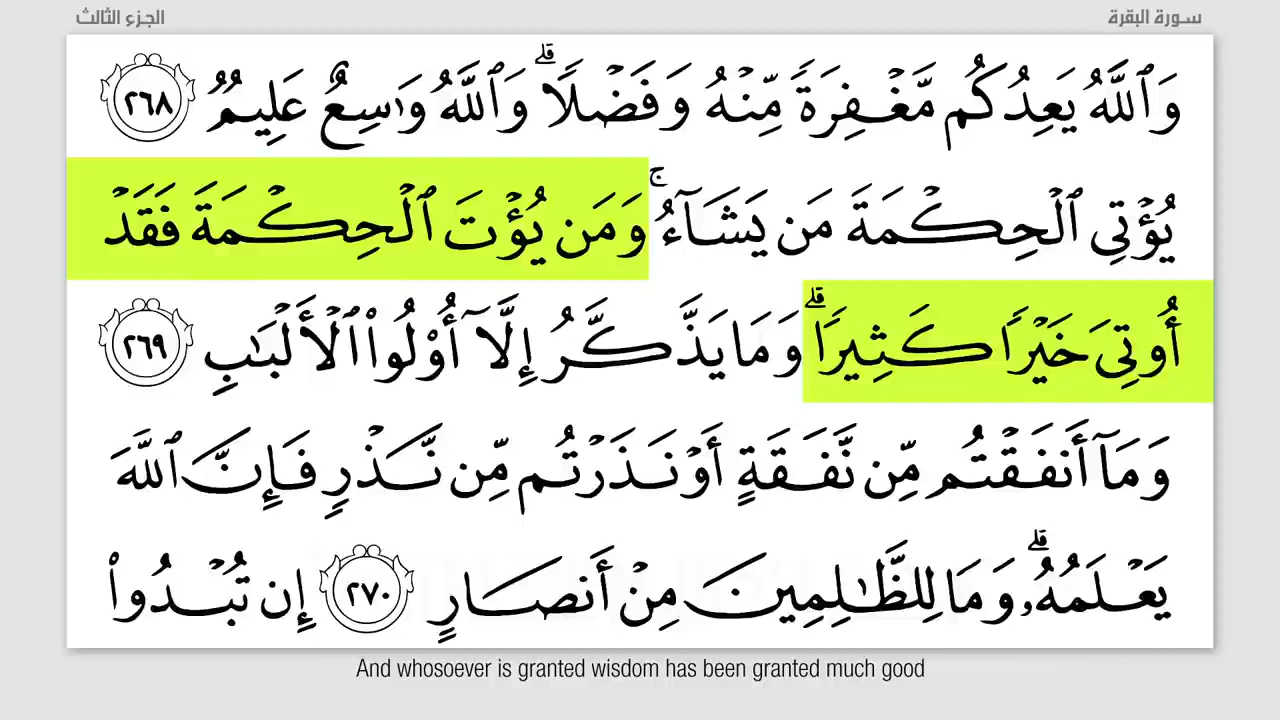 سورة البقرة
الجزء الثالث
وَٱللَّهُ يَعِدُكُم مَّغْفِرَةً مِّنْهُ وَفَضْلًا ۗ وَٱللَّهُ وَٰسِعٌ عَلِيمٌ ٢٦٨
يُؤْتِى ٱلْحِكْمَةَ مَن يَشَآءُ ۚ وَمَن يُؤْتَ ٱلْحِكْمَةَ فَقَدْ
أُوتِىَ خَيْرًا كَثِيرًا ۗ وَمَا يَذَّكَّرُ إِلَّآ أُو۟لُوا۟ ٱلْأَلْبَٰبِ ٢٦٩
وَمَآ أَنفَقْتُم مِّن نَّفَقَةٍ أَوْ نَذَرْتُم مِّن نَّذْرٍ فَإِنَّ ٱللَّهَ
يَعْلَمُهُۥ ۗ وَمَا لِلظَّٰلِمِينَ مِنْ أَنصَارٍ ٢٧٠ إِن تُبْدُوا۟
And whosoever is granted wisdom has been granted much good